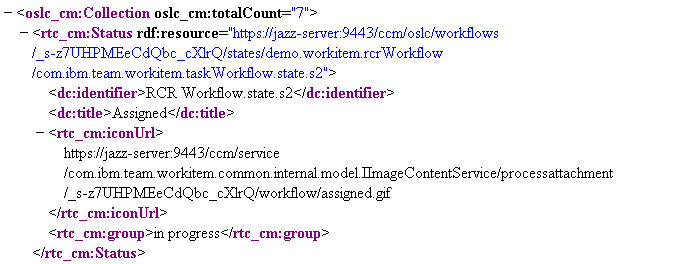 − <oslc_cm:Collection oslc_cm:totalCount="7">
− <rtc_cm:Status rdf:resource="https://jazz-server:9443/ccm/oslc/workflows
/_s-z7UHPMEeCdQbc_cXlrQ/states/demo.workitem.rcrWorkflow
/com.ibm.team.workitem.taskWorkflow.state.s2">
<dc:identifier>RCR Workflow.state.s2</dc:identifier>
<dc:title>Assigned</dc:title>
− <rtc_cm:iconUrl>
https://jazz-server:9443/ccm/service
/com.ibm.team.workitem.common.internal.model.IImageContentService/processattachment
/_s-z7UHPMEeCdQbc_cXlrQ/workflow/assigned.gif
</rtc_cm:iconUrl>
<rtc_cm:group>in progress</rtc_cm:group>
</rtc_cm:Status>